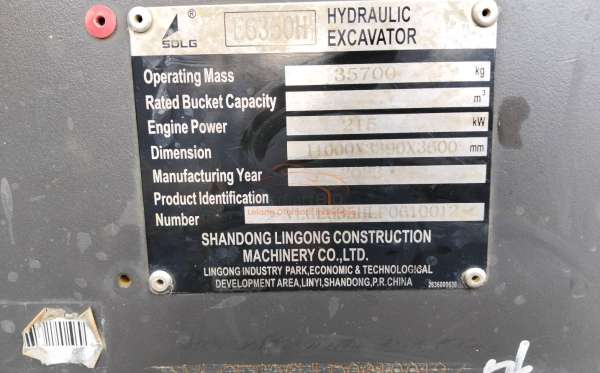 SDLG
E6350H
HYDRAULIC
EXCAVATOR
Operating Mass 35700 kg
Rated Bucket Capacity m³
Engine Power 215 kW
Dimension mm
Manufacturing Year
Product Identification
Number
SHANDONG LINGONG CONSTRUCTION
MACHINERY CO.,LTD.
LINGONG INDUSTRY PARK,ECONOMIC & TECHNOLOGISAL
DEVELOPMENT AREA,LINYI,SHANDONG,P.R.CHINA